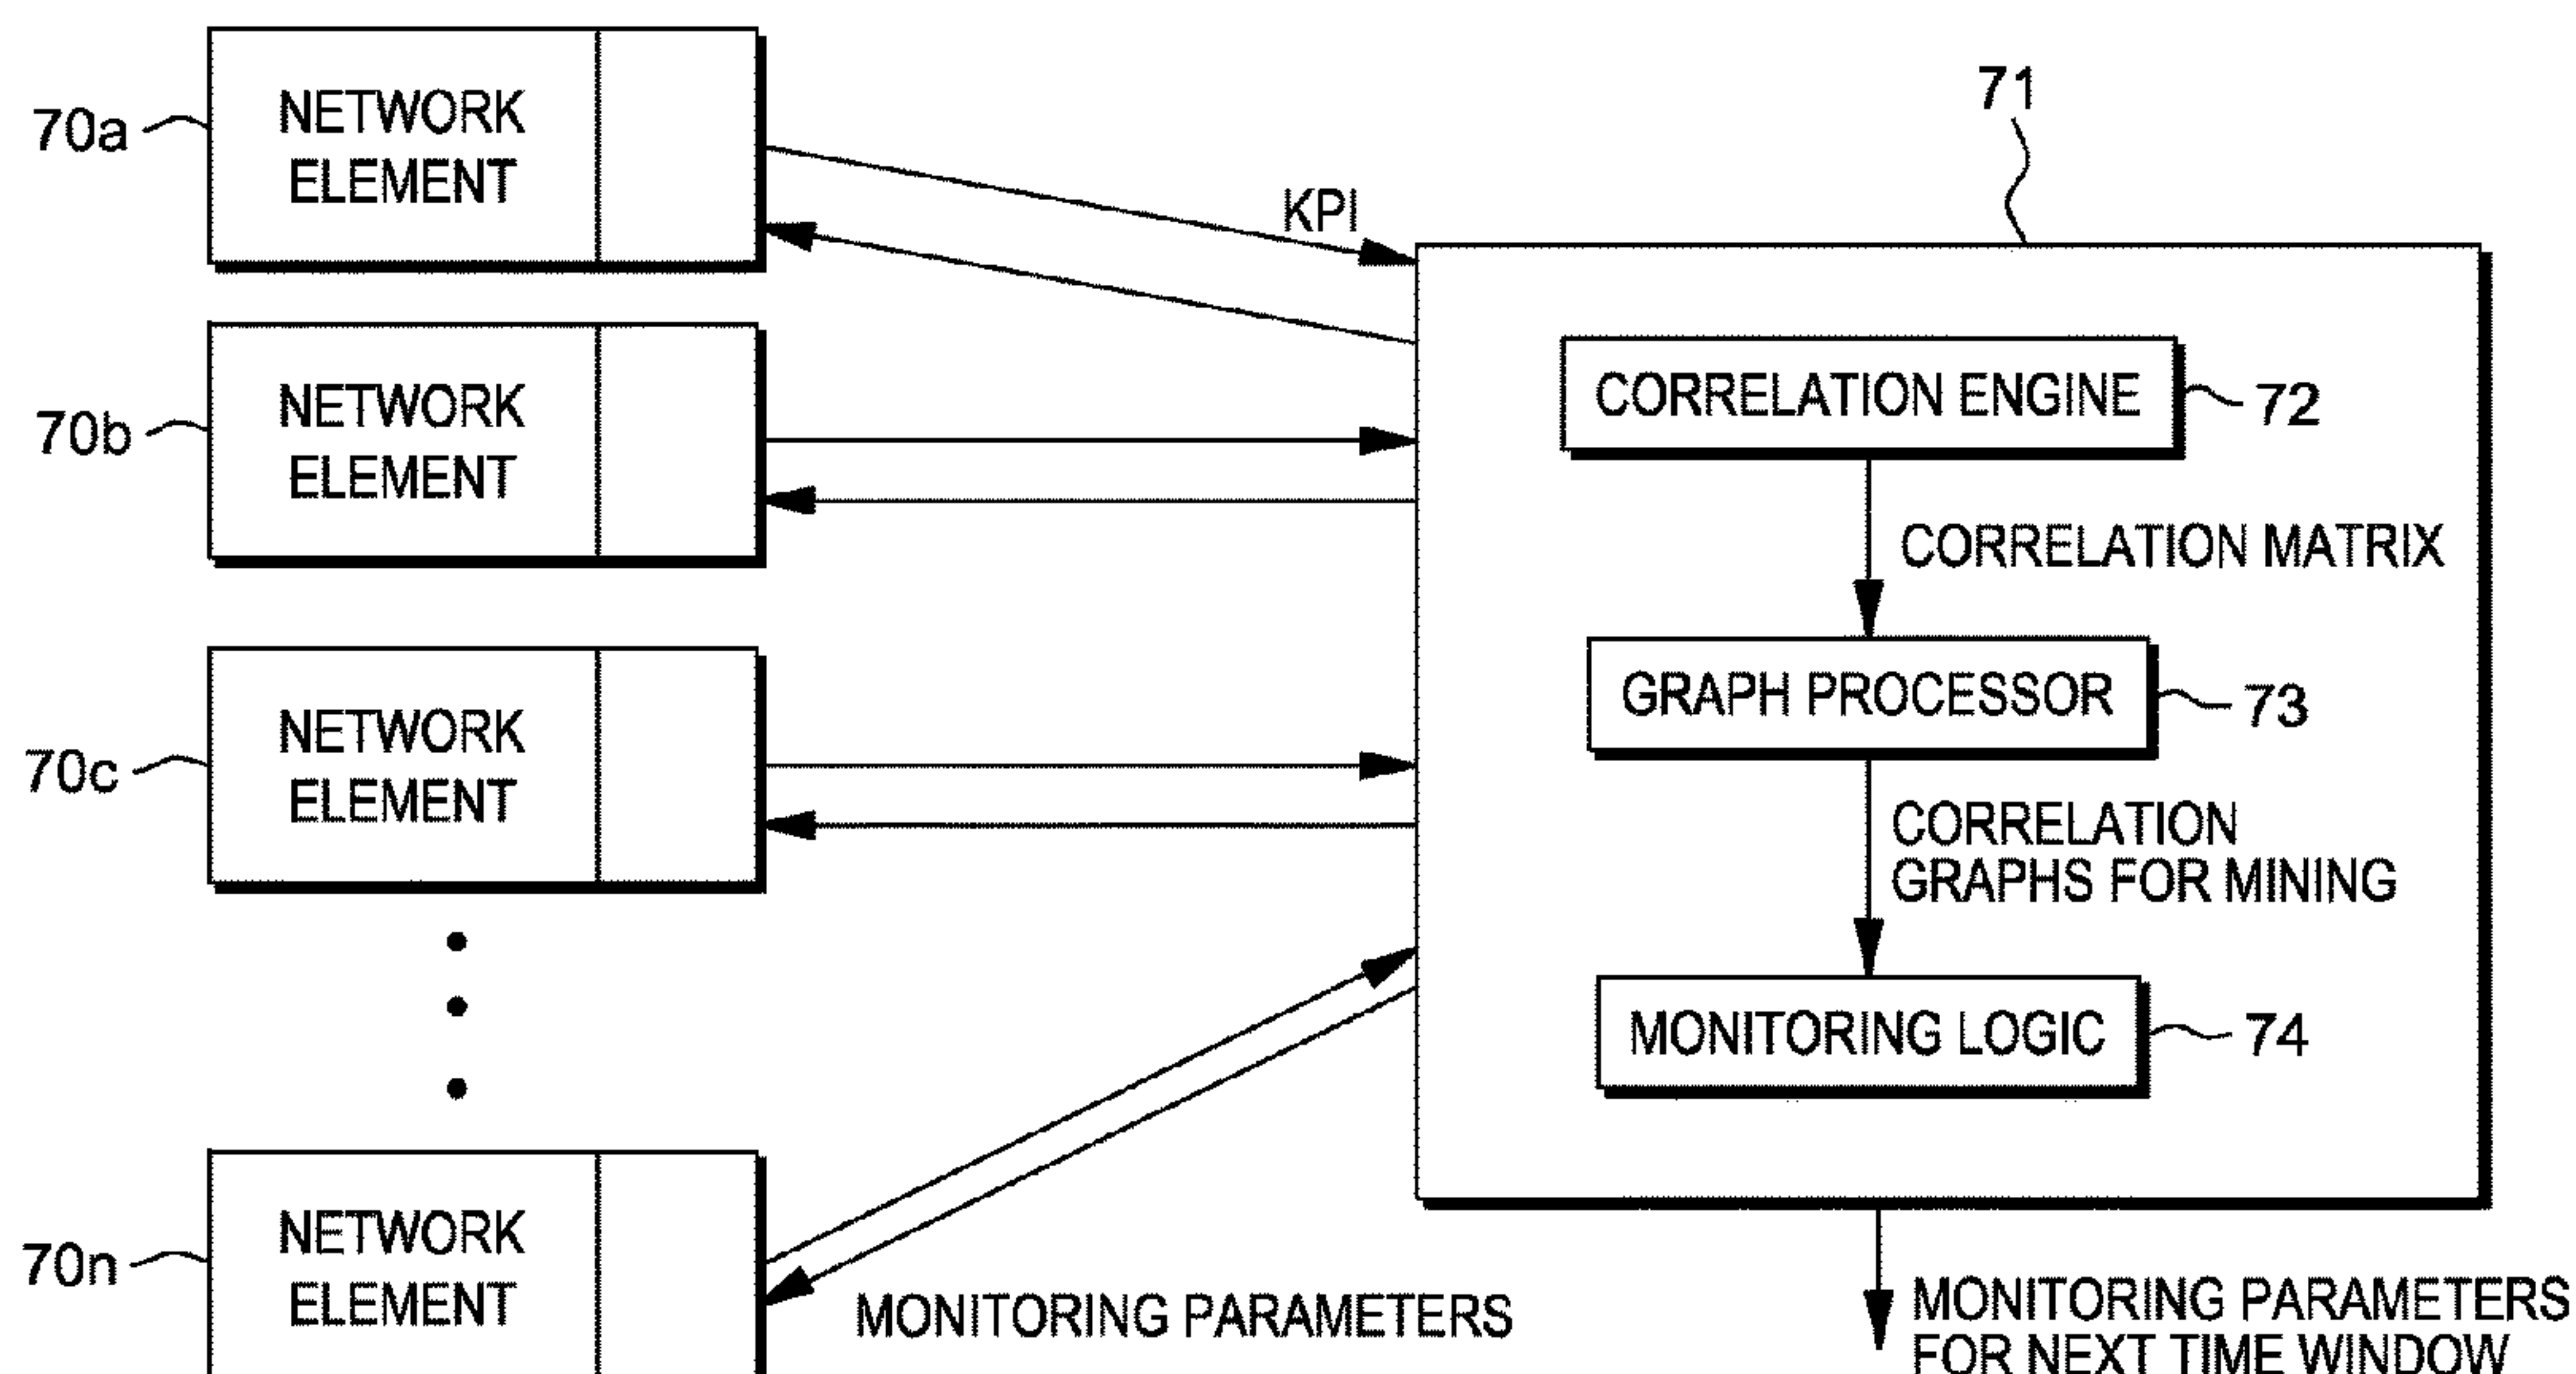 70a
NETWORK
ELEMENT
KPI
71
70b
NETWORK
ELEMENT
CORRELATION ENGINE
72
CORRELATION MATRIX
70c
NETWORK
ELEMENT
GRAPH PROCESSOR
73
CORRELATION
GRAPHS FOR MINING
MONITORING LOGIC
74
70n
NETWORK
ELEMENT
MONITORING PARAMETERS
MONITORING PARAMETERS
FOR NEXT TIME WINDOW